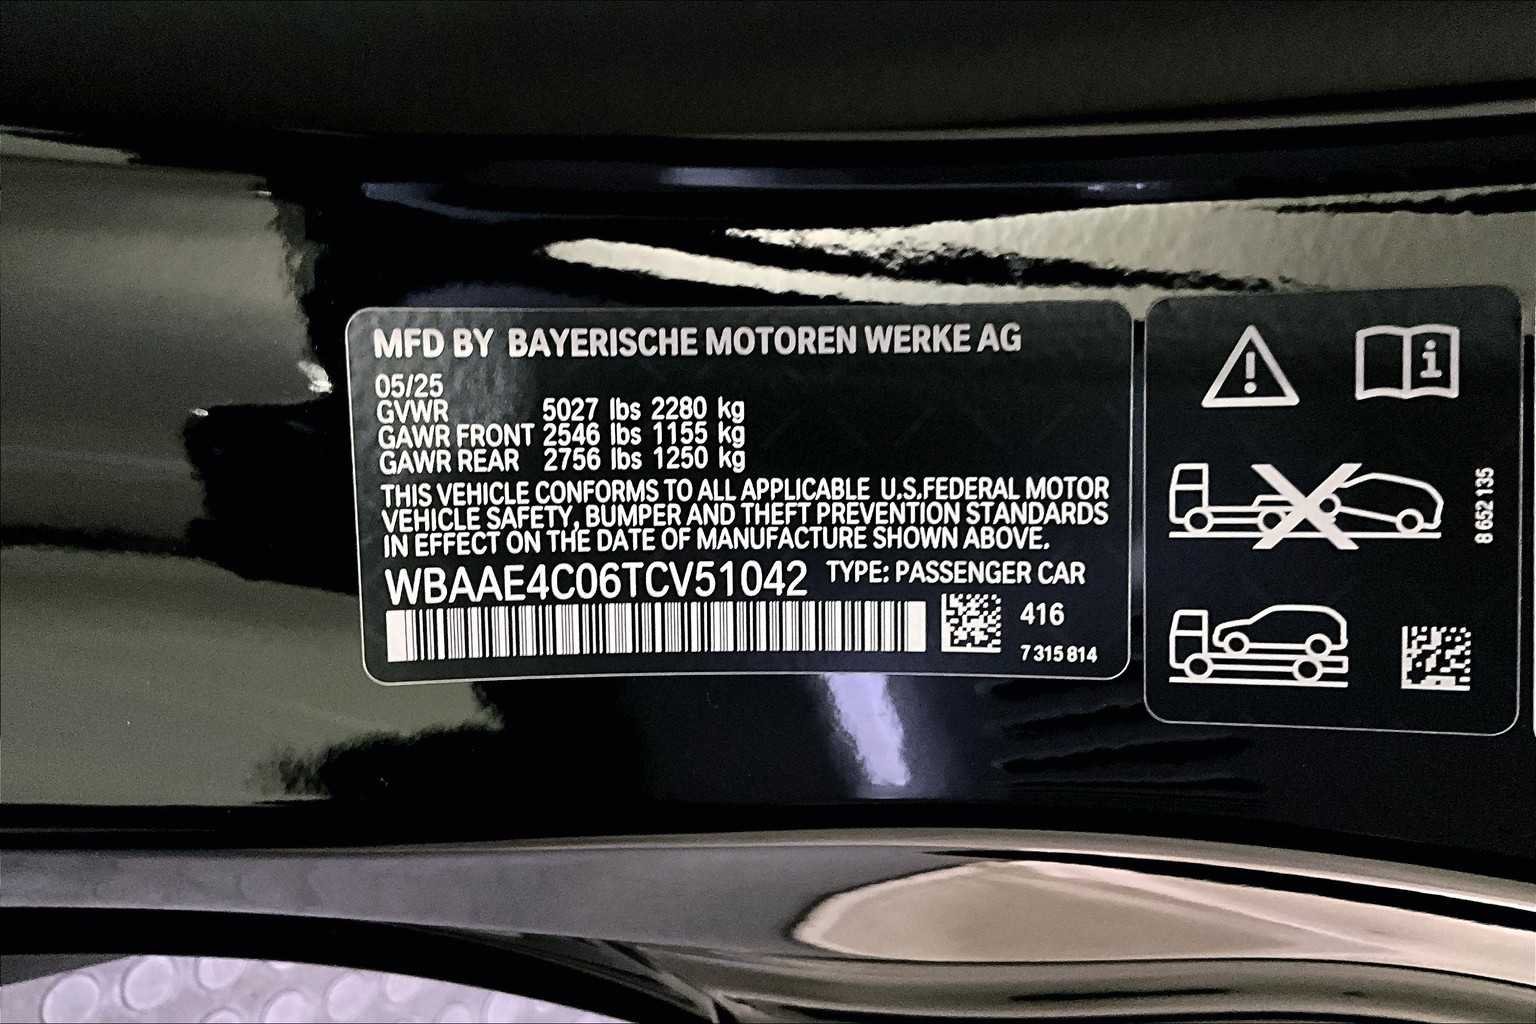 MFD BY BAYERISCHE MOTOREN WERKE AG
05/25
GVWR 5027 lbs 2280 kg
GAWR FRONT 2546 lbs 1155 kg
GAWR REAR 2756 lbs 1250 kg
THIS VEHICLE CONFORMS TO ALL APPLICABLE U.S.FEDERAL MOTOR
VEHICLE SAFETY, BUMPER AND THEFT PREVENTION STANDARDS
IN EFFECT ON THE DATE OF MANUFACTURE SHOWN ABOVE.
WBAAE4C06TCV51042 TYPE: PASSENGER CAR
416
7 315 814
8 652 135